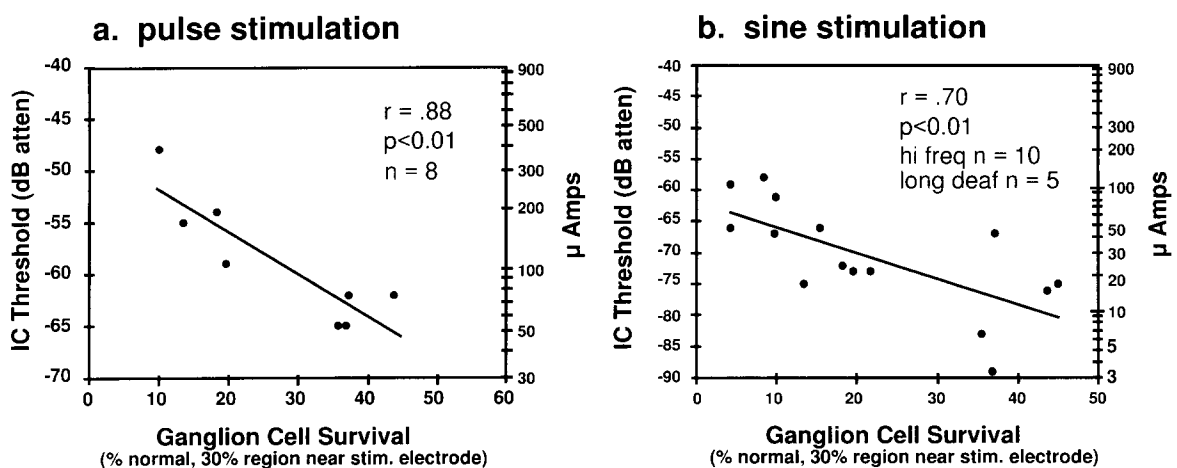 a. pulse stimulation
IC Threshold (dB atten)
-40
-45
-50
-55
-60
-65
-70
r = .88
p<0.01
n = 8
900
500
300
200
100
50
30
µ Amps
0
10
20
30
40
50
60
Ganglion Cell Survival
(% normal, 30% region near stim. electrode)
b. sine stimulation
IC Threshold (dB atten)
-40
-45
-50
-55
-60
-65
-70
-75
-80
-85
-90
r = .70
p<0.01
hi freq n = 10
long deaf n = 5
900
500
300
200
100
50
30
20
10
5
3
µ Amps
0
10
20
30
40
50
Ganglion Cell Survival
(% normal, 30% region near stim. electrode)